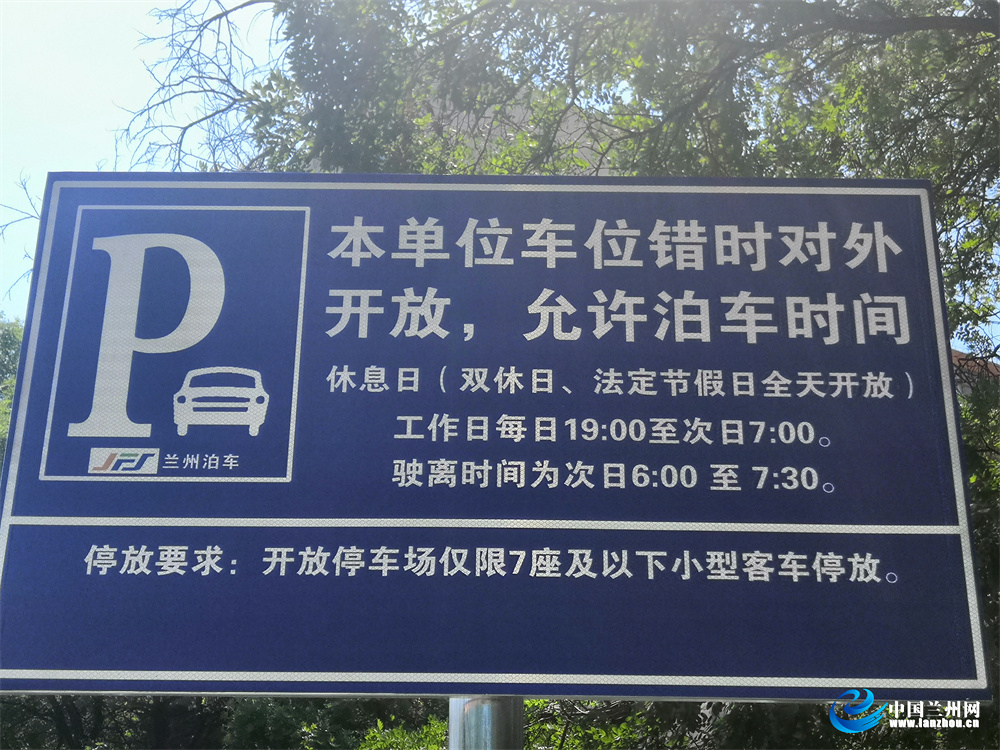 P
JFS 兰州泊车
本单位车位错时对外
开放，允许泊车时间
休息日（双休日、法定节假日全天开放）
工作日每日19:00至次日7:00。
驶离时间为次日6:00 至 7:30。
停放要求：开放停车场仅限7座及以下小型客车停放。
中国兰州网
www.lanzhou.cn